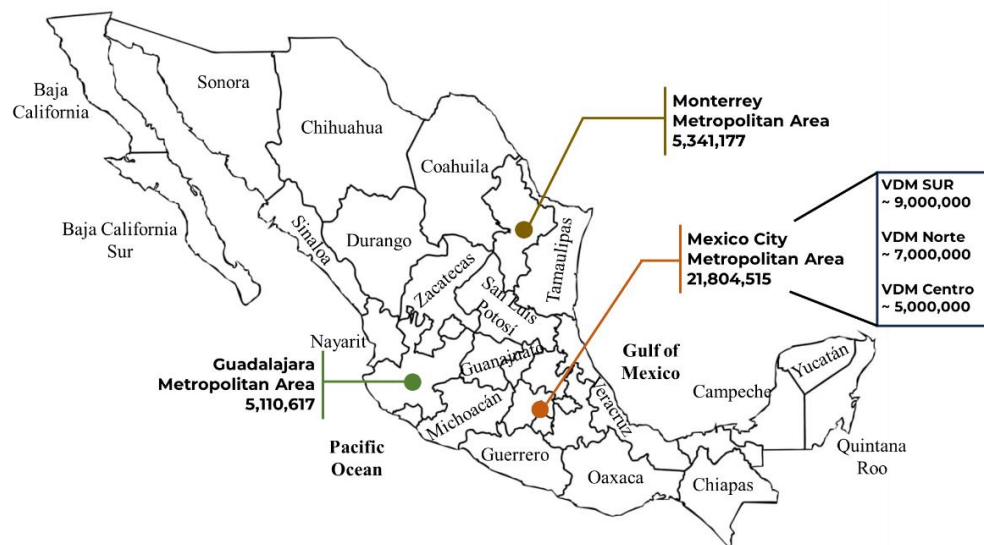 Baja
California
Sonora
Chihuahua
Coahuila
Monterrey
Metropolitan Area
5,341,177
Baja California
Sur
Sinaloa
Durango
Zacatecas
San Luis
Potosí
Tamaulipas
Mexico City
Metropolitan Area
21,804,515
VDM SUR
~ 9,000,000
VDM Norte
~ 7,000,000
VDM Centro
~ 5,000,000
Nayarit
Guadalajara
Metropolitan Area
5,110,617
Guanajuato
Michoacán
Veracruz
Gulf of
Mexico
Campeche
Yucatán
Quintana
Roo
Pacific
Ocean
Guerrero
Oaxaca
Chiapas